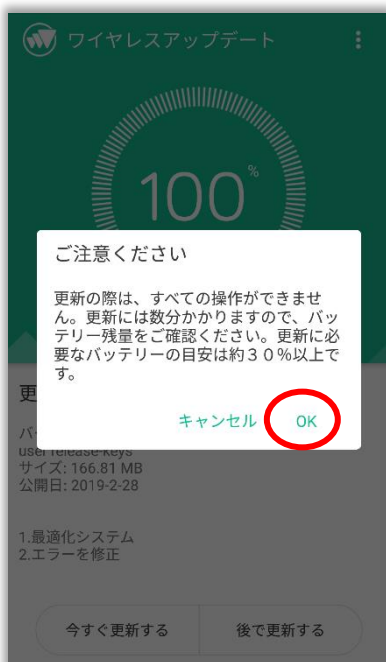 ワイヤレスアップデート
100%
ご注意ください
更新の際は、すべての操作ができませ
ん。更新には数分かかりますので、バッ
テリー残量をご確認ください。更新に必
要なバッテリーの目安は約３０％以上で
す。
キャンセル OK
更
バー
user release-keys
サイズ: 166.81 MB
公開日: 2019-2-28
1.最適化システム
2.エラーを修正
今すぐ更新する 後で更新する